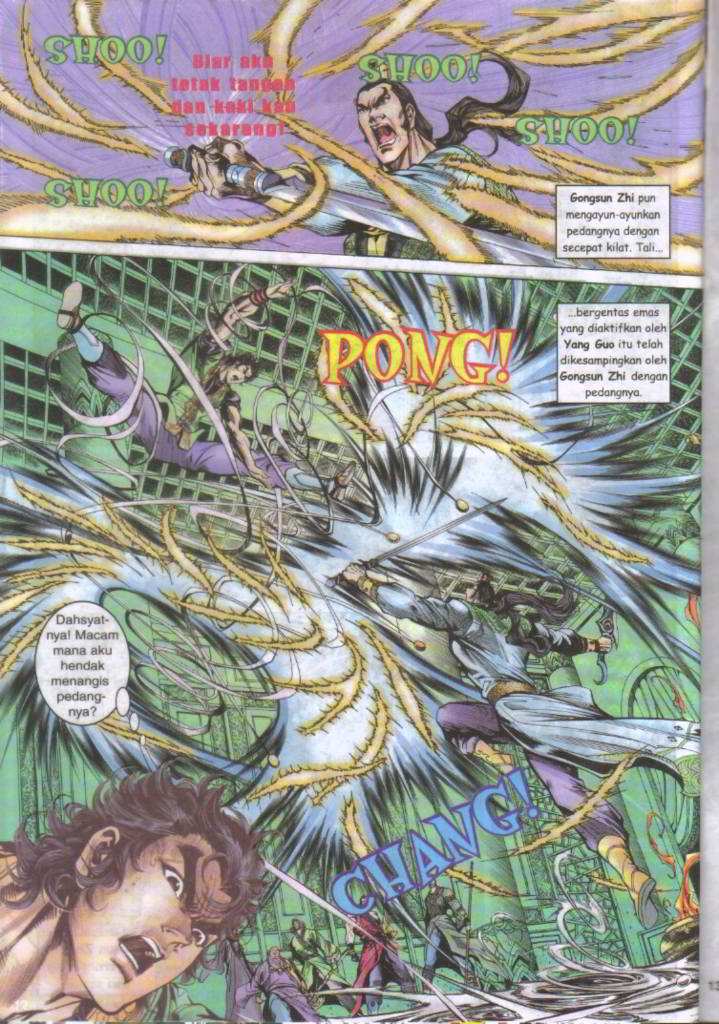 SHOO!
Biar aku
tetak tangan
dan kaki kau
sekarang!
SHOO!
SHOO!
SHOO!
Gongsun Zhi pun
mengayun-ayunkan
pedangnya dengan
secepat kilat. Tali...
...bergentas emas
yang diaktifkan oleh
Yang Guo itu telah
dikesampingkan oleh
Gongsun Zhi dengan
pedangnya.
PONG!
Dahsyat-
nya! Macam
mana aku
hendak
menangis
pedang-
nya?
CHANG!
12